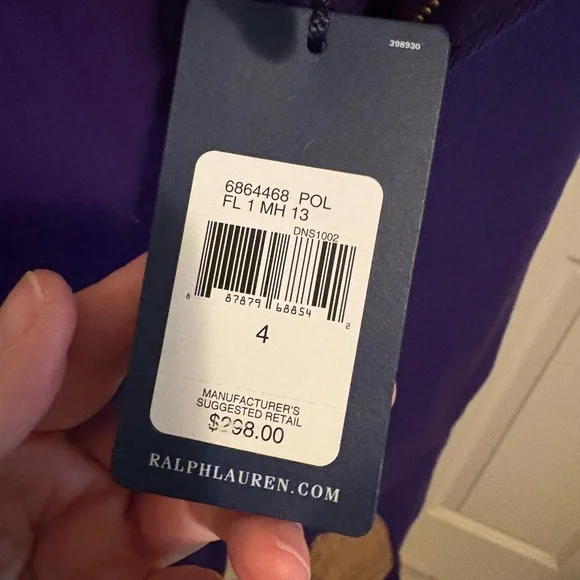 398930
6864468 POL
FL 1 MH 13
DNS1002
8 87879 68854 2
4
MANUFACTURER'S
SUGGESTED RETAIL
$298.00
RALPHLAUREN.COM